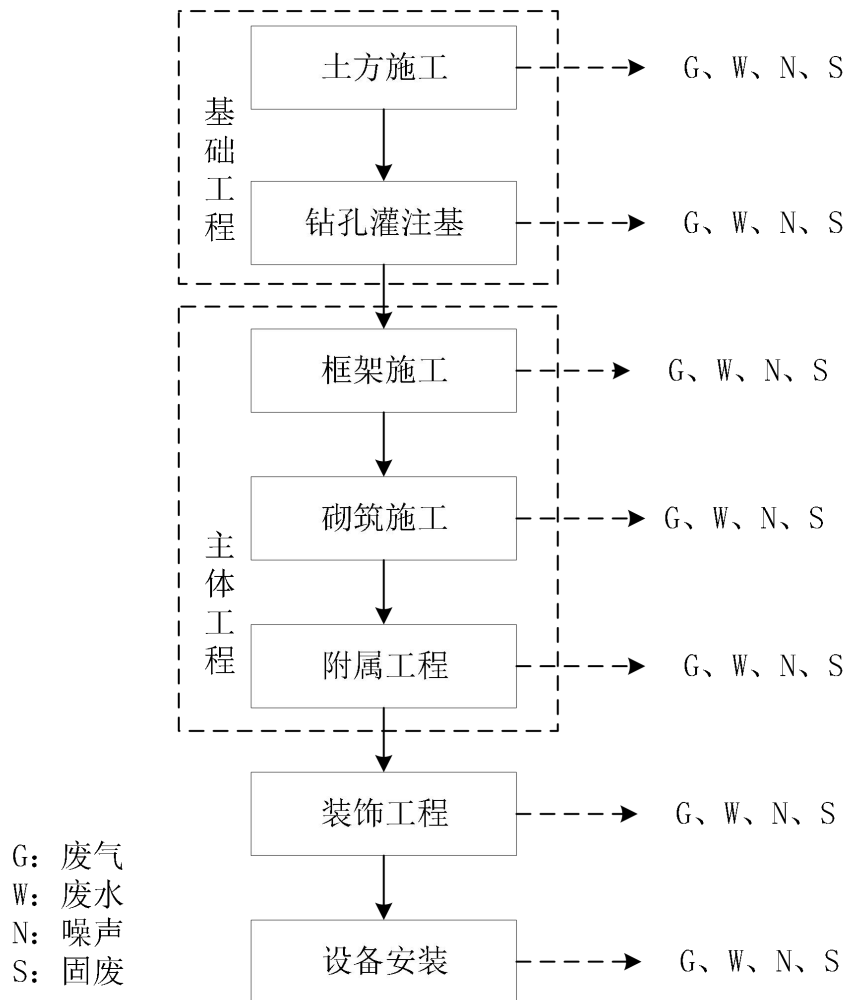 土方施工
G、W、N、S
基础工程
钻孔灌注基
G、W、N、S
框架施工
G、W、N、S
砌筑施工
G、W、N、S
主体工程
附属工程
G、W、N、S
装饰工程
G、W、N、S
G：废气
W：废水
N：噪声
S：固废
设备安装
G、W、N、S